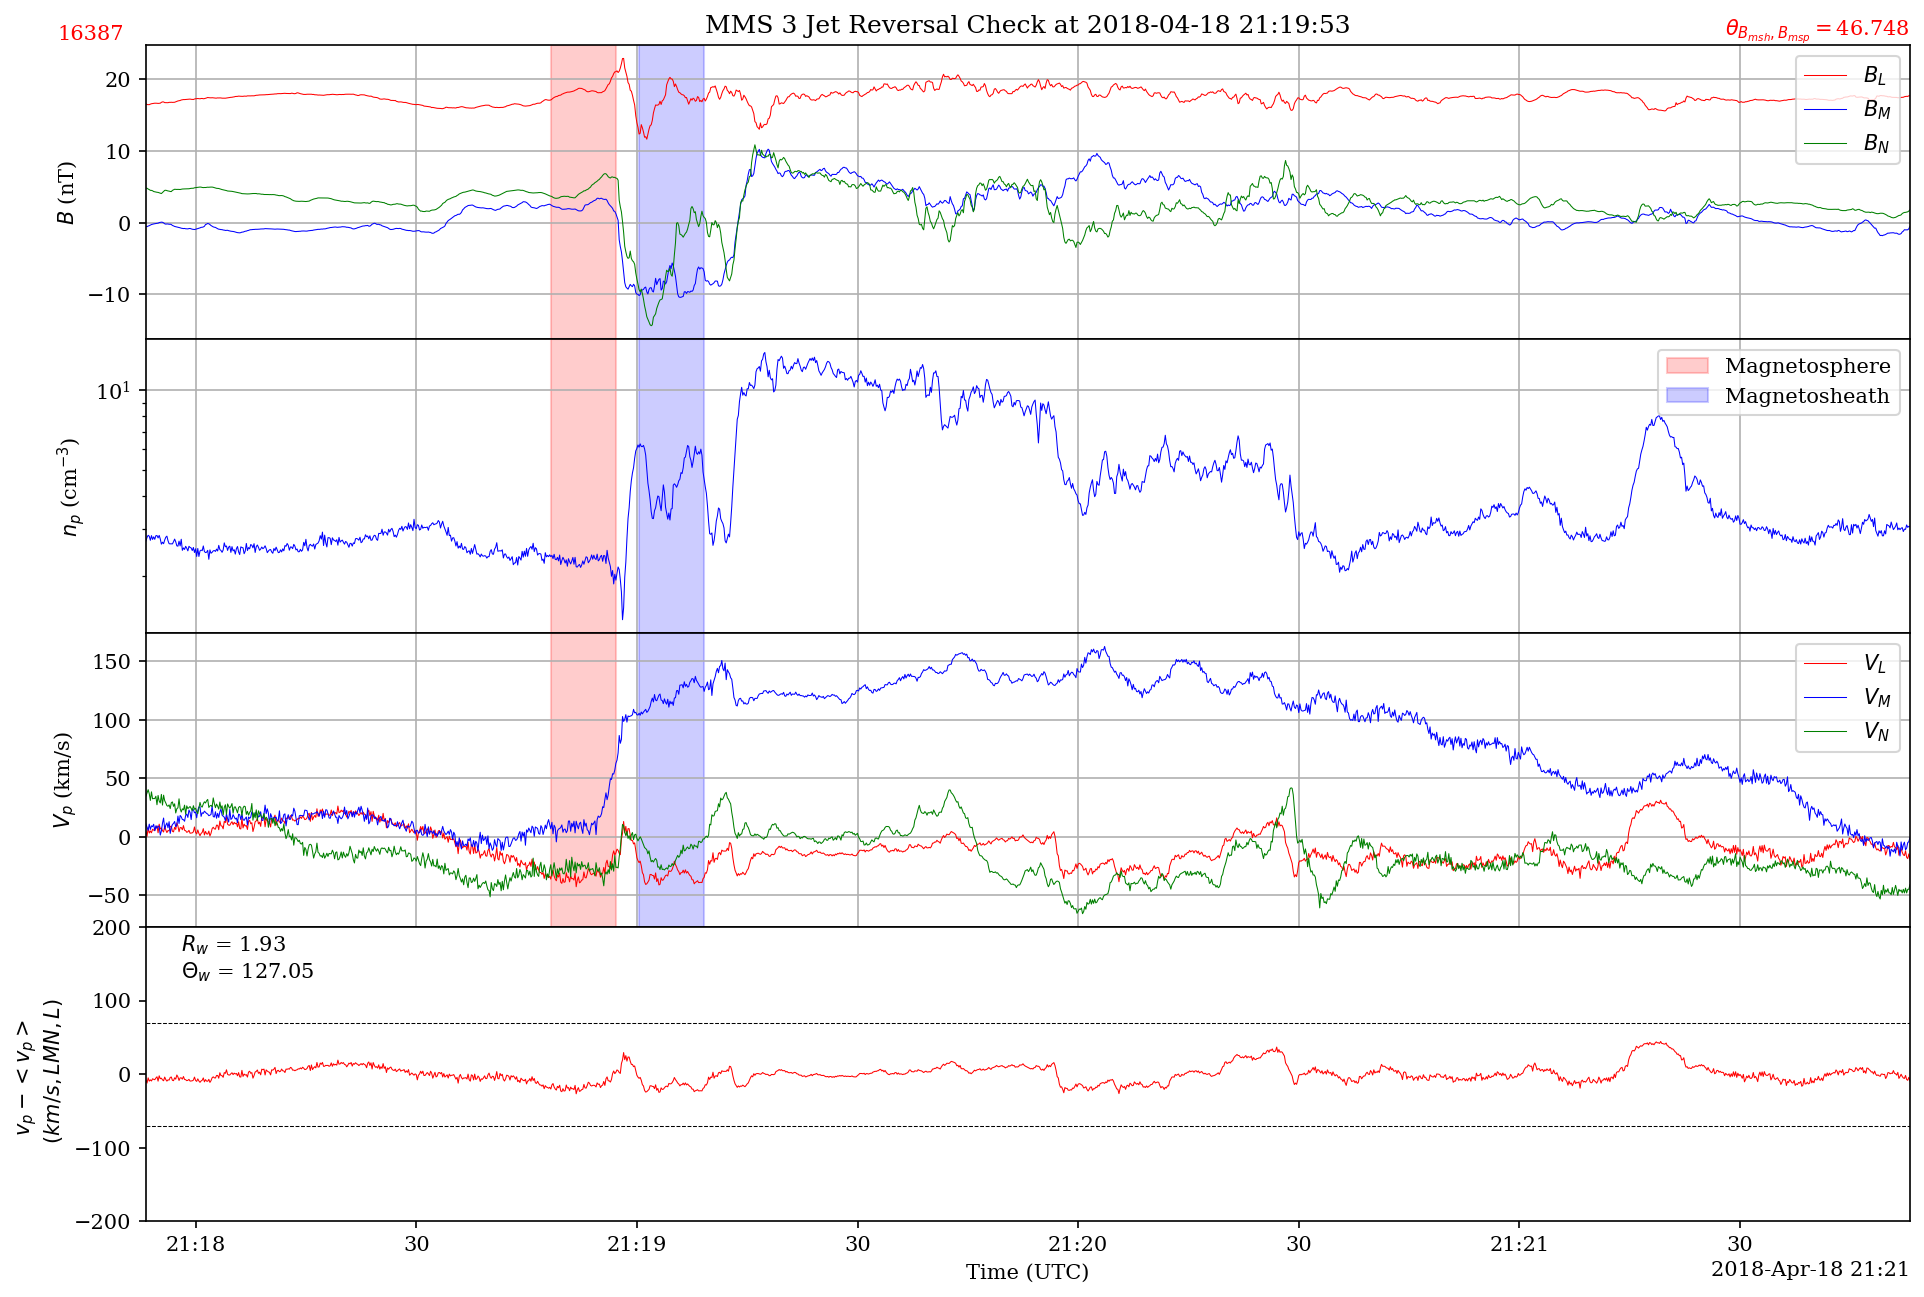 MMS 3 Jet Reversal Check at 2018-04-18 21:19:53
16387
θ_{B_{msh}, B_{msp}} = 46.748
20
10
0
−10
B (nT)
B_L
B_M
B_N
10^1
n_p (cm^{−3})
Magnetosphere
Magnetosheath
150
100
50
0
−50
V_p (km/s)
V_L
V_M
V_N
200
100
0
−100
−200
v_p − < v_p >
(km/s, LMN, L)
R_w = 1.93
Θ_w = 127.05
21:18 30 21:19 30 21:20 30 21:21 30
Time (UTC)
2018-Apr-18 21:21